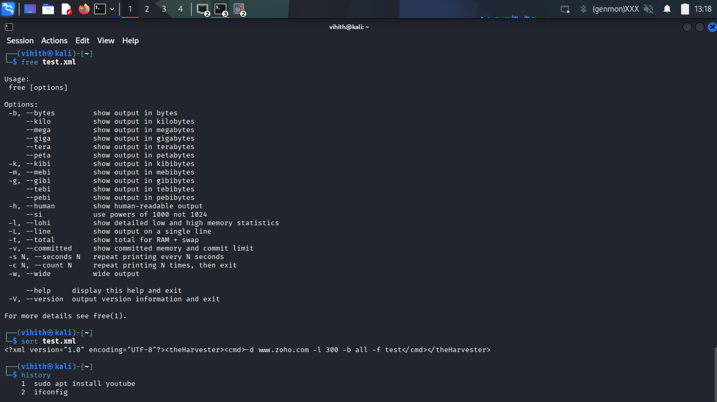 1 2 3 4 2 3 2 (genmon)XXX 13:18
vihith@kali: ~
Session Actions Edit View Help
┌──(vihith㉿kali)-[~]
└─$ free test.xml

Usage:
 free [options]

Options:
 -b, --bytes         show output in bytes
     --kilo          show output in kilobytes
     --mega          show output in megabytes
     --giga          show output in gigabytes
     --tera          show output in terabytes
     --peta          show output in petabytes
 -k, --kibi          show output in kibibytes
 -m, --mebi          show output in mebibytes
 -g, --gibi          show output in gibibytes
     --tebi          show output in tebibytes
     --pebi          show output in pebibytes
 -h, --human         show human-readable output
     --si            use powers of 1000 not 1024
 -l, --lohi          show detailed low and high memory statistics
 -L, --line          show output on a single line
 -t, --total         show total for RAM + swap
 -v, --committed     show committed memory and commit limit
 -s N, --seconds N   repeat printing every N seconds
 -c N, --count N     repeat printing N times, then exit
 -w, --wide          wide output

     --help     display this help and exit
 -V, --version  output version information and exit

For more details see free(1).

┌──(vihith㉿kali)-[~]
└─$ sort test.xml
<?xml version="1.0" encoding="UTF-8"?><theHarvester><cmd>-d www.zoho.com -l 300 -b all -f test</cmd></theHarvester>

┌──(vihith㉿kali)-[~]
└─$ history
    1  sudo apt install youtube
    2  ifconfig